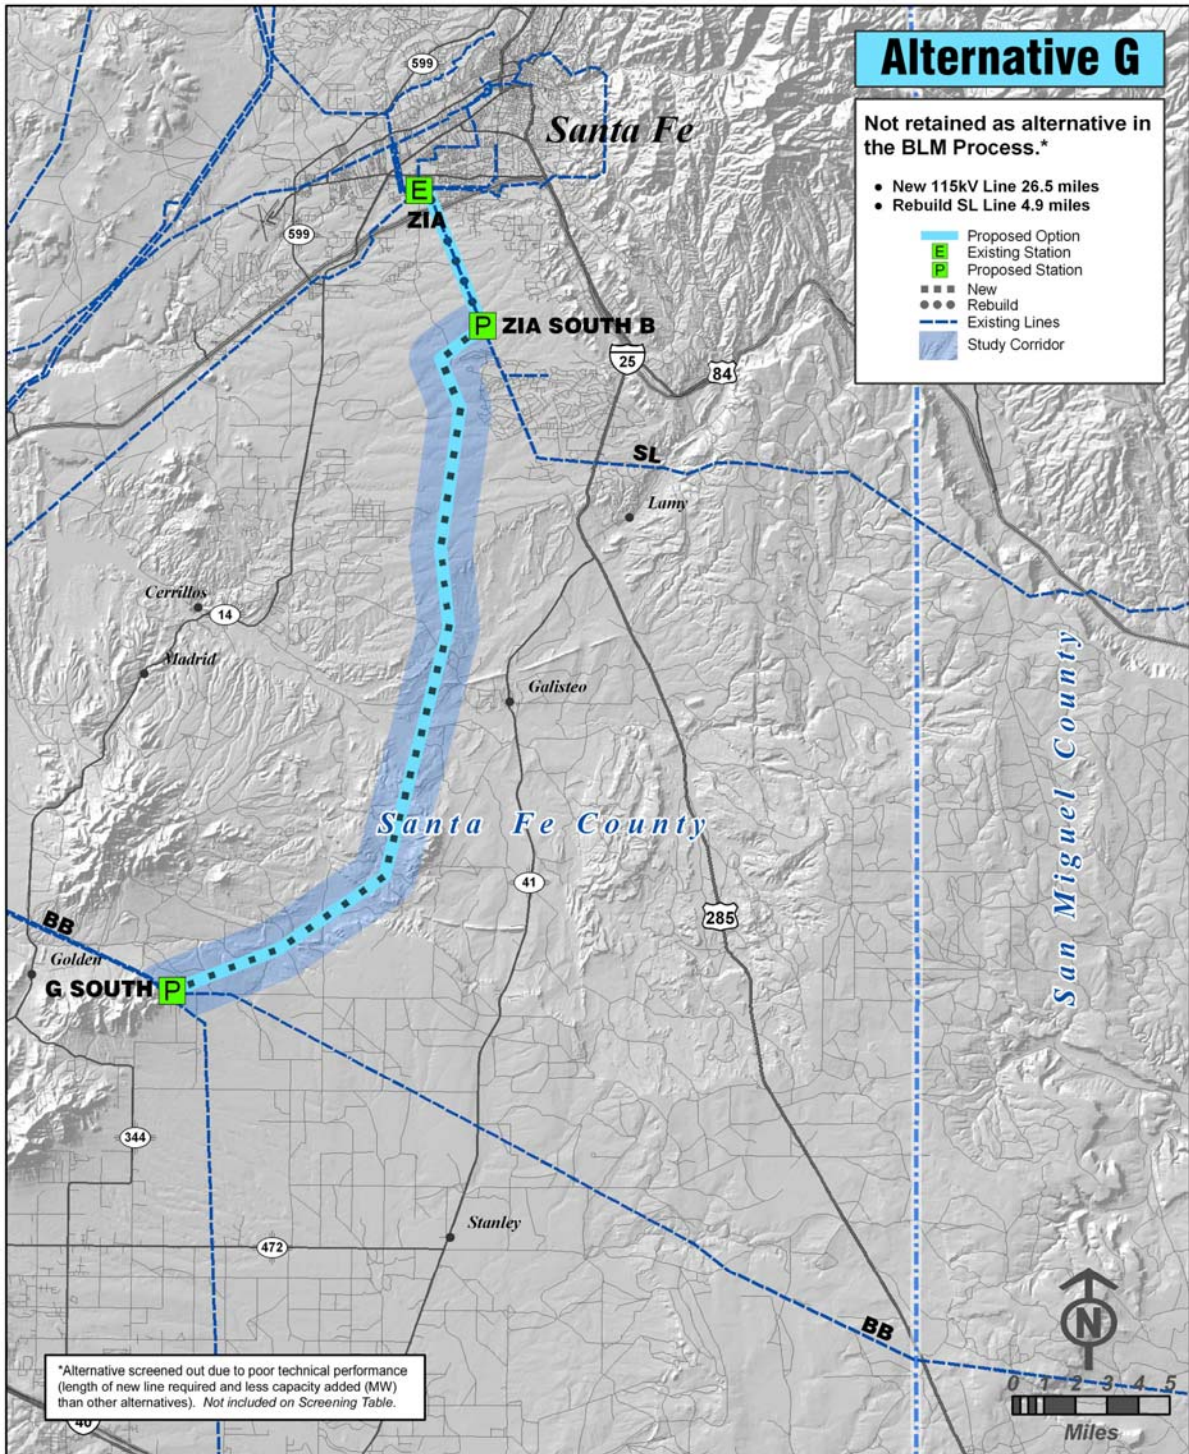 Alternative G
Not retained as alternative in
the BLM Process.*
• New 115kV Line 26.5 miles
• Rebuild SL Line 4.9 miles
Proposed Option
E Existing Station
P Proposed Station
New
Rebuild
Existing Lines
Study Corridor
599
Santa Fe
E
ZIA
599
P ZIA SOUTH B
25
84
SL
Lamy
Cerrillos
14
Madrid
Galisteo
San Miguel County
Santa Fe County
41
285
BB
Golden
G SOUTH P
344
Stanley
472
BB
N
*Alternative screened out due to poor technical performance
(length of new line required and less capacity added (MW)
than other alternatives). Not included on Screening Table.
40
0 1 2 3 4 5
Miles